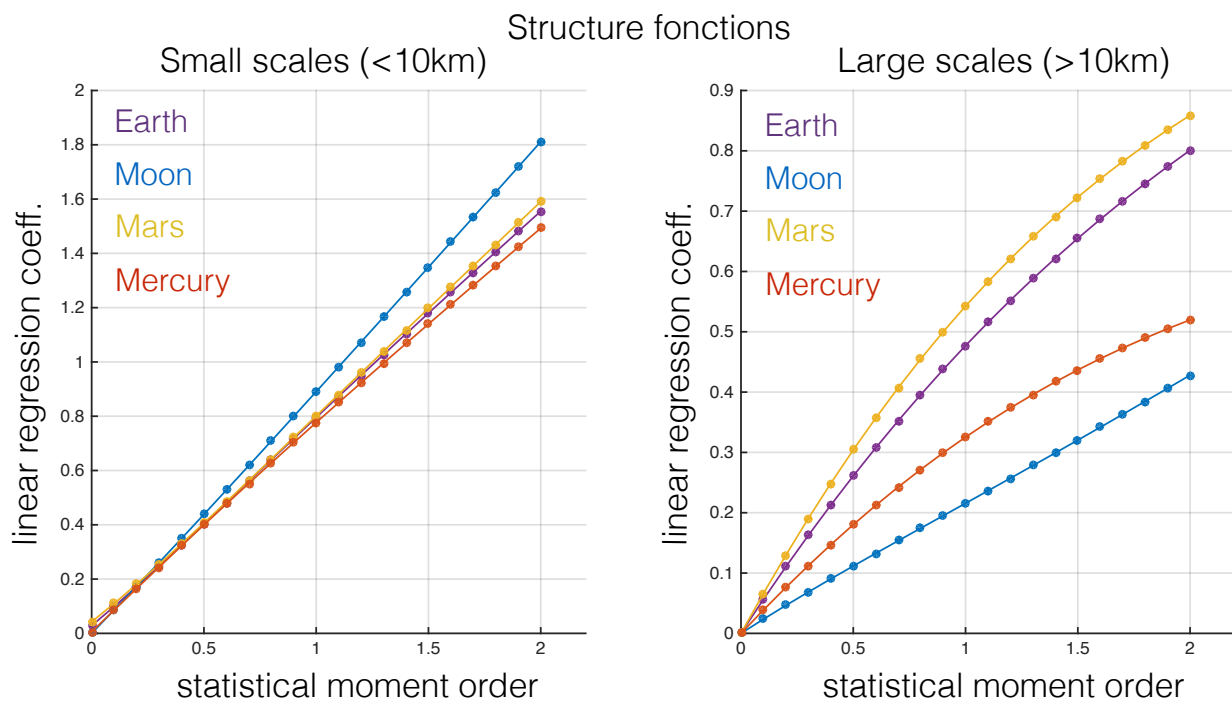 Structure fonctions
Small scales (<10km)
Large scales (>10km)
2
1.8
1.6
1.4
1.2
1
0.8
0.6
0.4
0.2
0
0
0.5
1
1.5
2
Earth
Moon
Mars
Mercury
linear regression coeff.
statistical moment order
0.9
0.8
0.7
0.6
0.5
0.4
0.3
0.2
0.1
0
0
0.5
1
1.5
2
Earth
Moon
Mars
Mercury
linear regression coeff.
statistical moment order